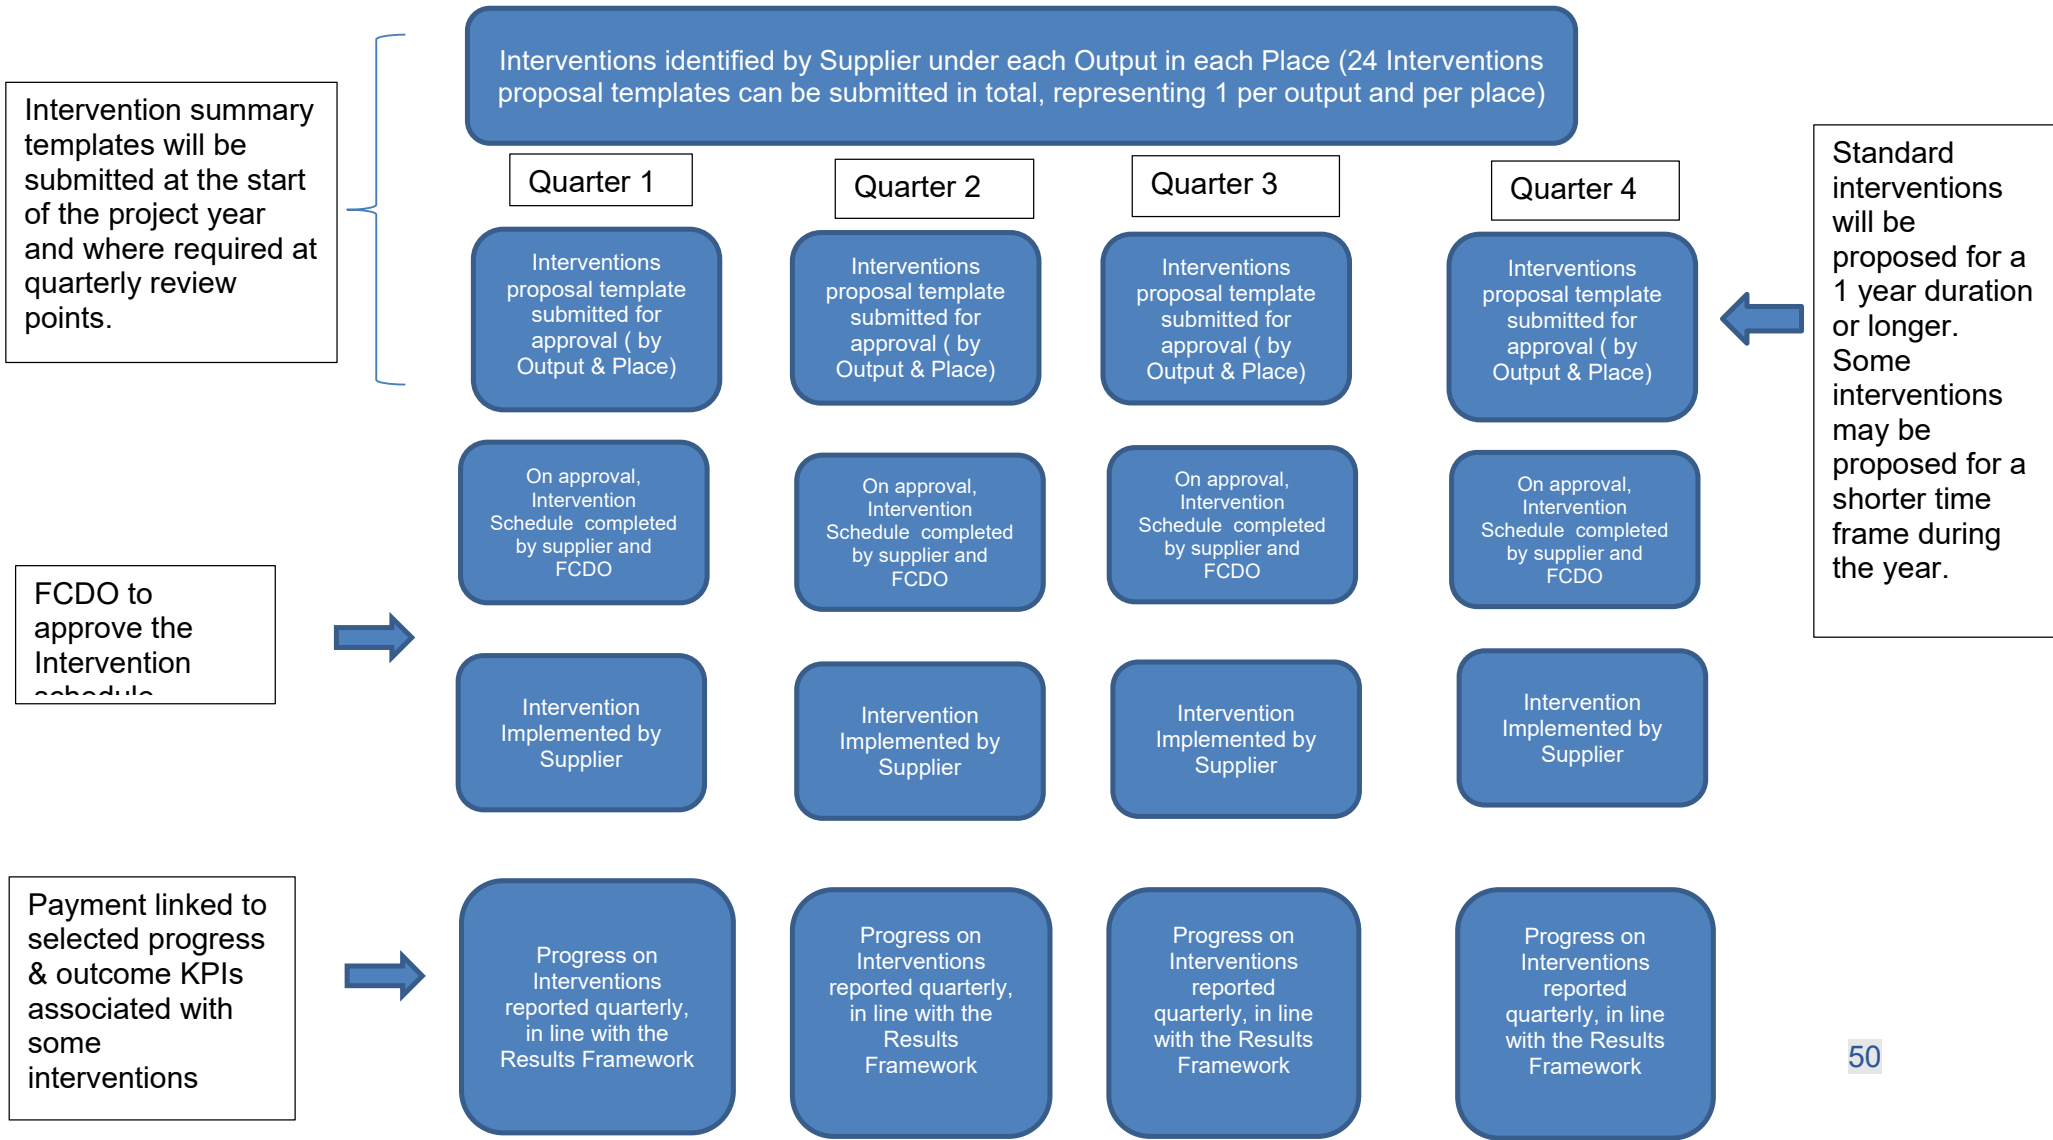 Interventions identified by Supplier under each Output in each Place (24 Interventions
proposal templates can be submitted in total, representing 1 per output and per place)
Intervention summary
templates will be
submitted at the start
of the project year
and where required at
quarterly review
points.
Quarter 1
Quarter 2
Quarter 3
Quarter 4
Interventions
proposal template
submitted for
approval ( by
Output & Place)
Interventions
proposal template
submitted for
approval ( by
Output & Place)
Interventions
proposal template
submitted for
approval ( by
Output & Place)
Interventions
proposal template
submitted for
approval ( by
Output & Place)
Standard
interventions
will be
proposed for a
1 year duration
or longer.
Some
interventions
may be
proposed for a
shorter time
frame during
the year.
On approval,
Intervention
Schedule  completed
by supplier and
FCDO
On approval,
Intervention
Schedule  completed
by supplier and
FCDO
On approval,
Intervention
Schedule  completed
by supplier and
FCDO
On approval,
Intervention
Schedule  completed
by supplier and
FCDO
FCDO to
approve the
Intervention
schedule
Intervention
Implemented by
Supplier
Intervention
Implemented by
Supplier
Intervention
Implemented by
Supplier
Intervention
Implemented by
Supplier
Payment linked to
selected progress
& outcome KPIs
associated with
some
interventions
Progress on
Interventions
reported quarterly,
in line with the
Results Framework
Progress on
Interventions
reported quarterly,
in line with the
Results
Framework
Progress on
Interventions
reported
quarterly, in line
with the Results
Framework
Progress on
Interventions
reported
quarterly, in line
with the Results
Framework
50